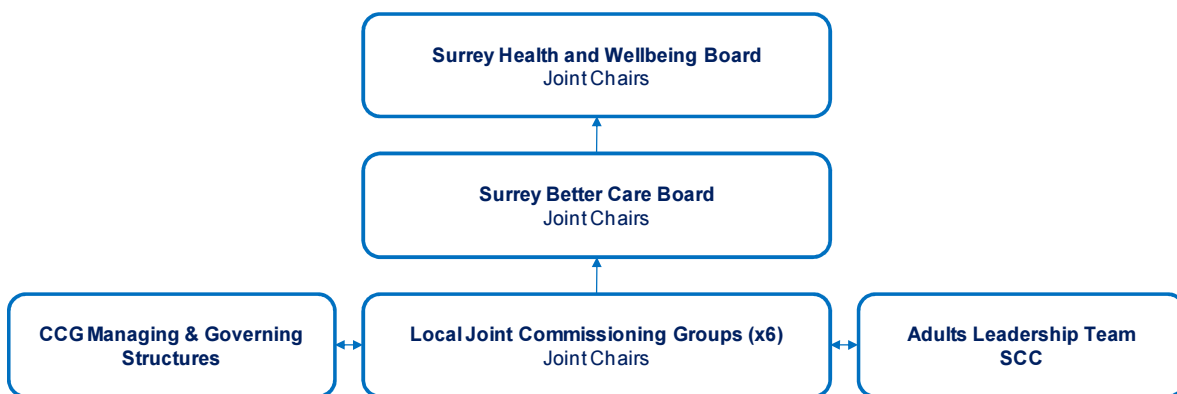 Surrey Health and Wellbeing Board
Joint Chairs
Surrey Better Care Board
Joint Chairs
CCG Managing & Governing
Structures
Local Joint Commissioning Groups (x6)
Joint Chairs
Adults Leadership Team
SCC